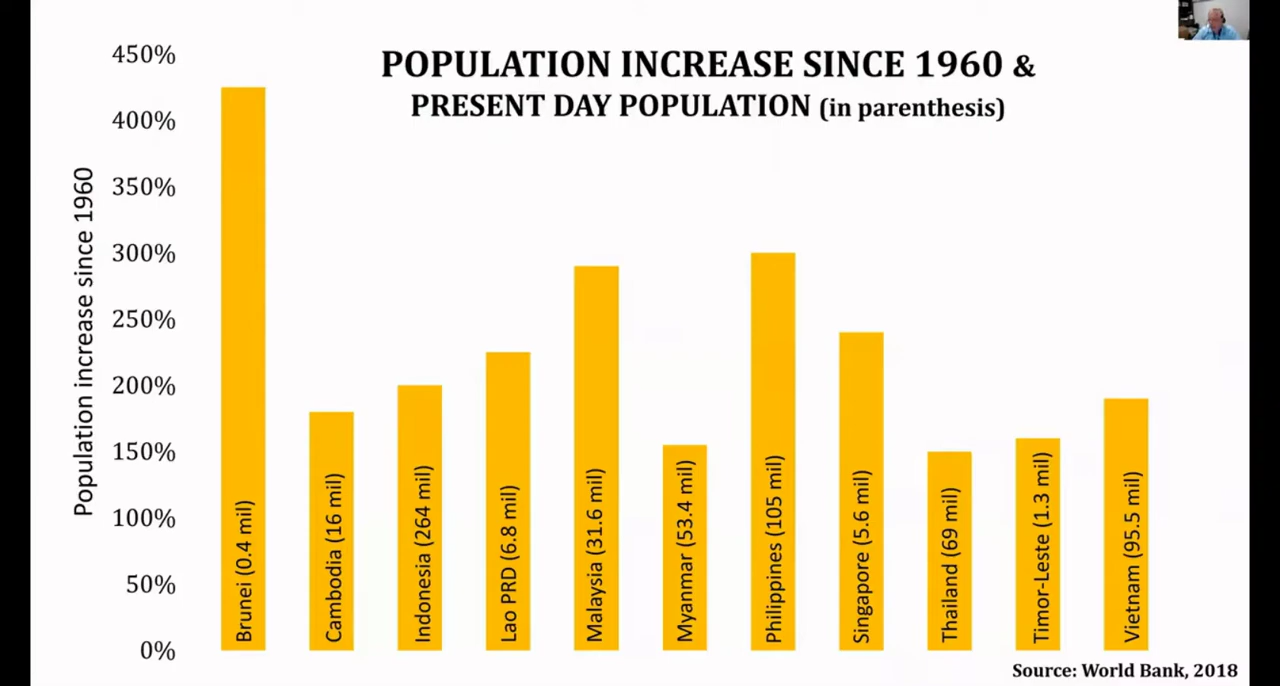 POPULATION INCREASE SINCE 1960 &
PRESENT DAY POPULATION (in parenthesis)
Population increase since 1960
450%
400%
350%
300%
250%
200%
150%
100%
50%
0%
Brunei (0.4 mil)
Cambodia (16 mil)
Indonesia (264 mil)
Lao PRD (6.8 mil)
Malaysia (31.6 mil)
Myanmar (53.4 mil)
Philippines (105 mil)
Singapore (5.6 mil)
Thailand (69 mil)
Timor-Leste (1.3 mil)
Vietnam (95.5 mil)
Source: World Bank, 2018